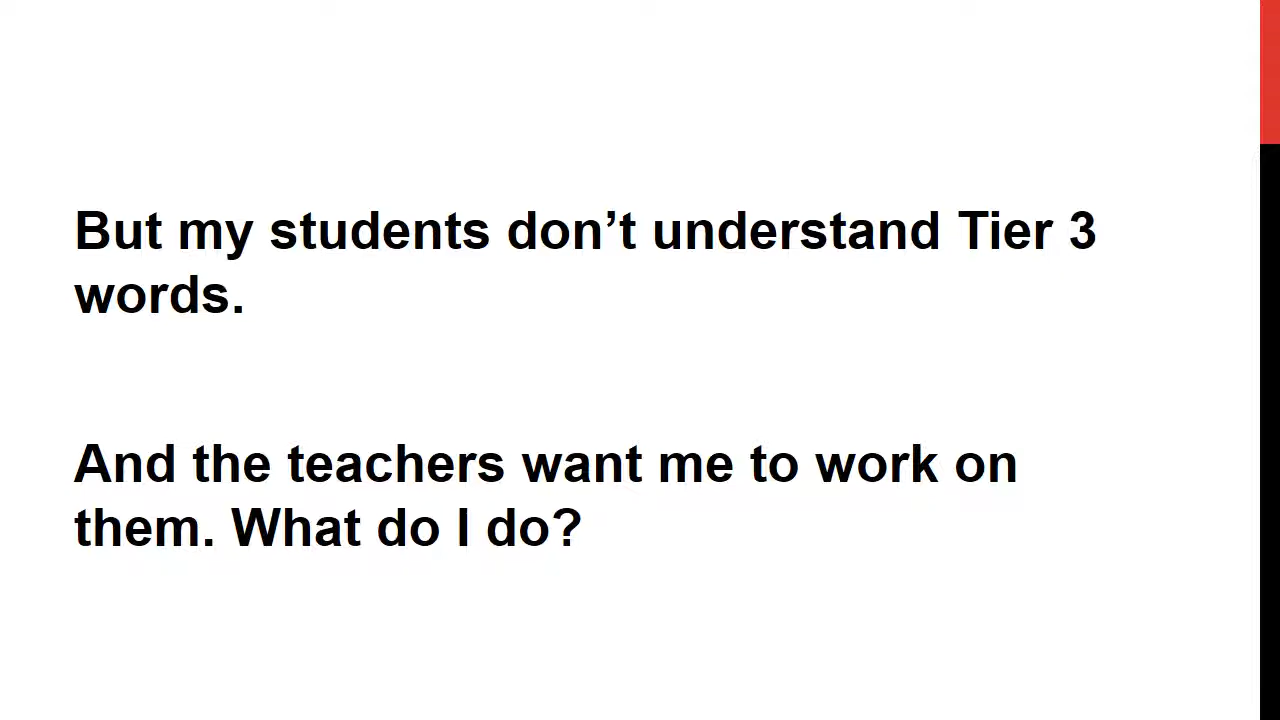 But my students don’t understand Tier 3
words.
And the teachers want me to work on
them. What do I do?